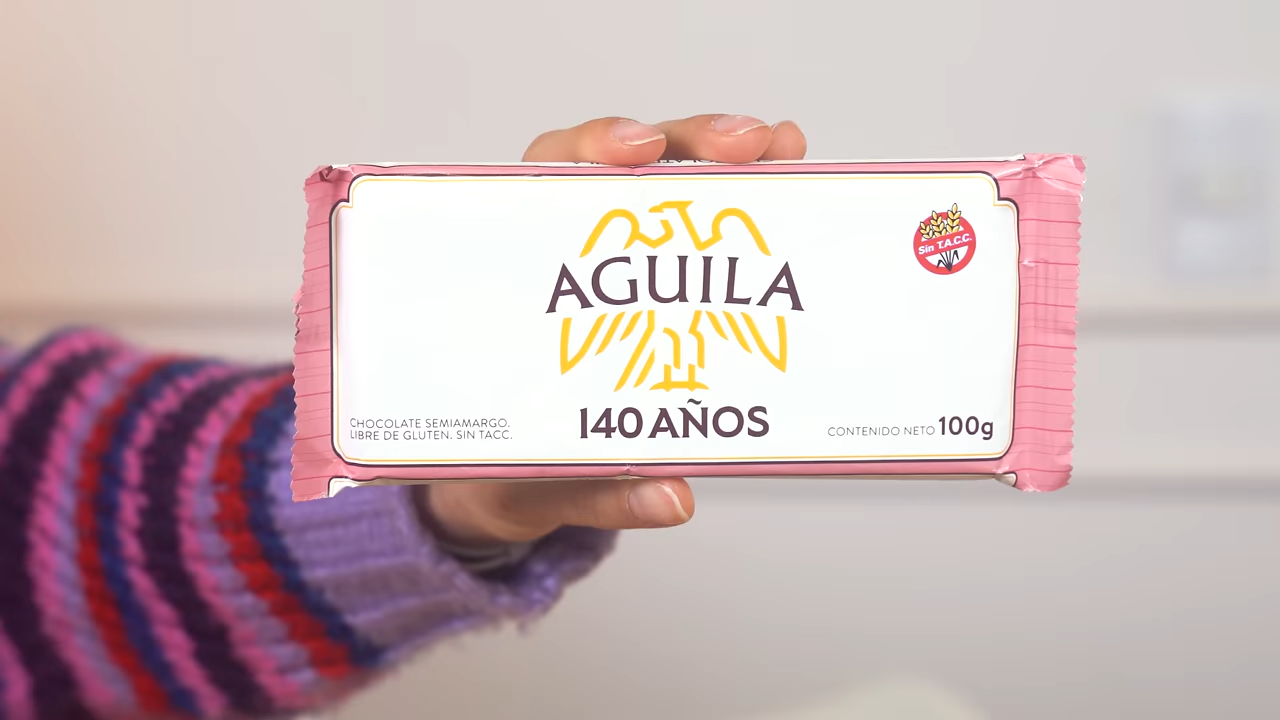 Sin T.A.C.C.
AGUILA
140 AÑOS
CHOCOLATE SEMIAMARGO.
LIBRE DE GLUTEN. SIN TACC.
CONTENIDO NETO 100g